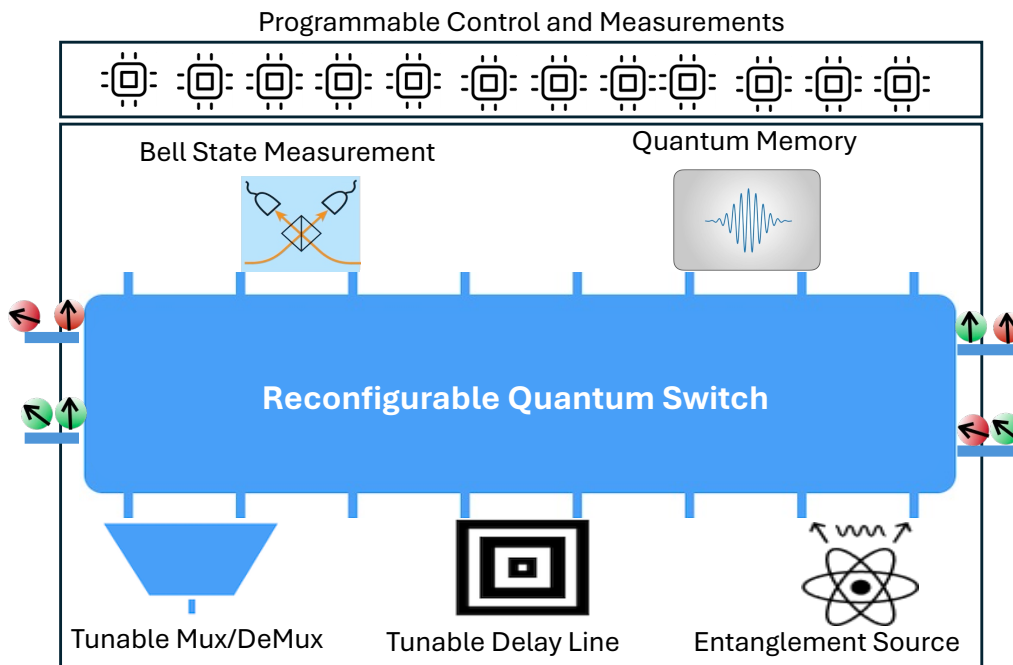 Programmable Control and Measurements
Bell State Measurement
Quantum Memory
Reconfigurable Quantum Switch
Tunable Mux/DeMux
Tunable Delay Line
Entanglement Source